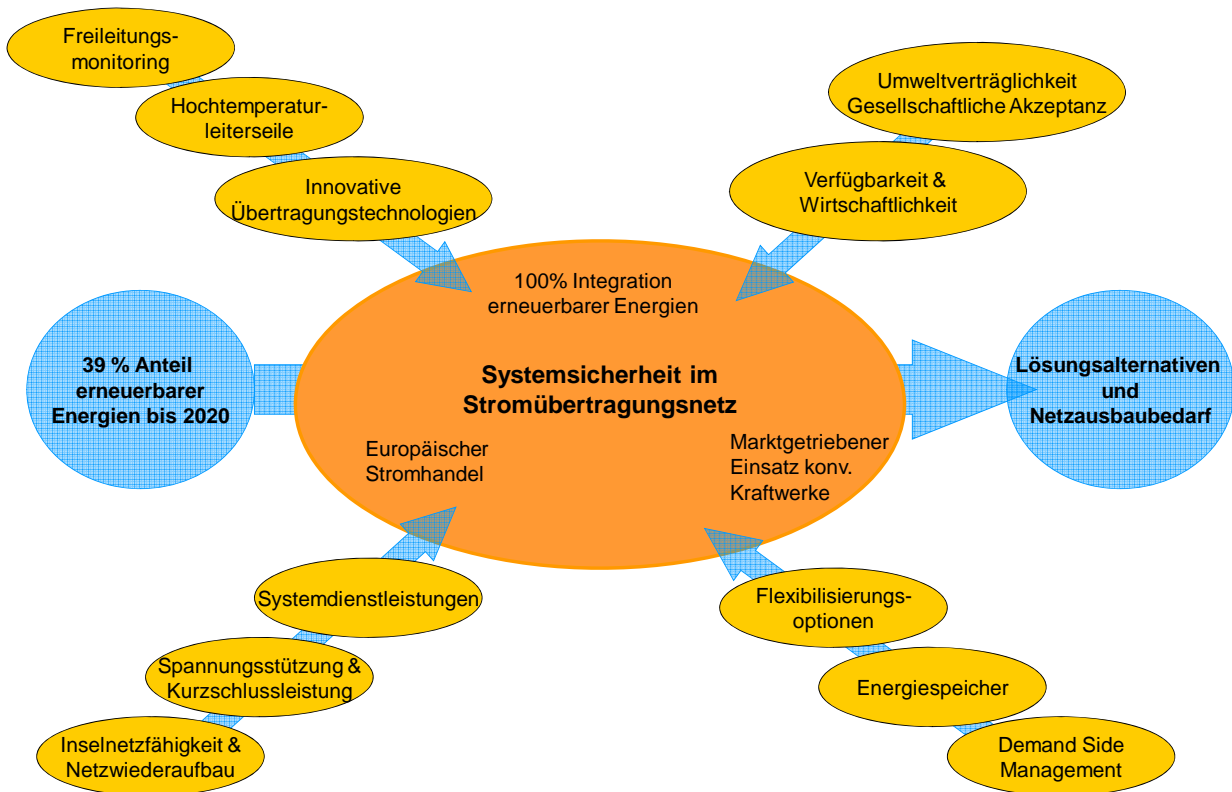 Freileitungs-
monitoring
Hochtemperatur-
leiterseile
Innovative
Übertragungstechnologien
Umweltverträglichkeit
Gesellschaftliche Akzeptanz
Verfügbarkeit &
Wirtschaftlichkeit
100% Integration
erneuerbarer Energien
39 % Anteil
erneuerbarer
Energien bis 2020
Systemsicherheit im
Stromübertragungsnetz
Lösungsalternativen
und
Netzausbaubedarf
Europäischer
Stromhandel
Marktgetriebener
Einsatz konv.
Kraftwerke
Systemdienstleistungen
Spannungsstützung &
Kurzschlussleistung
Inselnetzfähigkeit &
Netzwiederaufbau
Flexibilisierungs-
optionen
Energiespeicher
Demand Side
Management